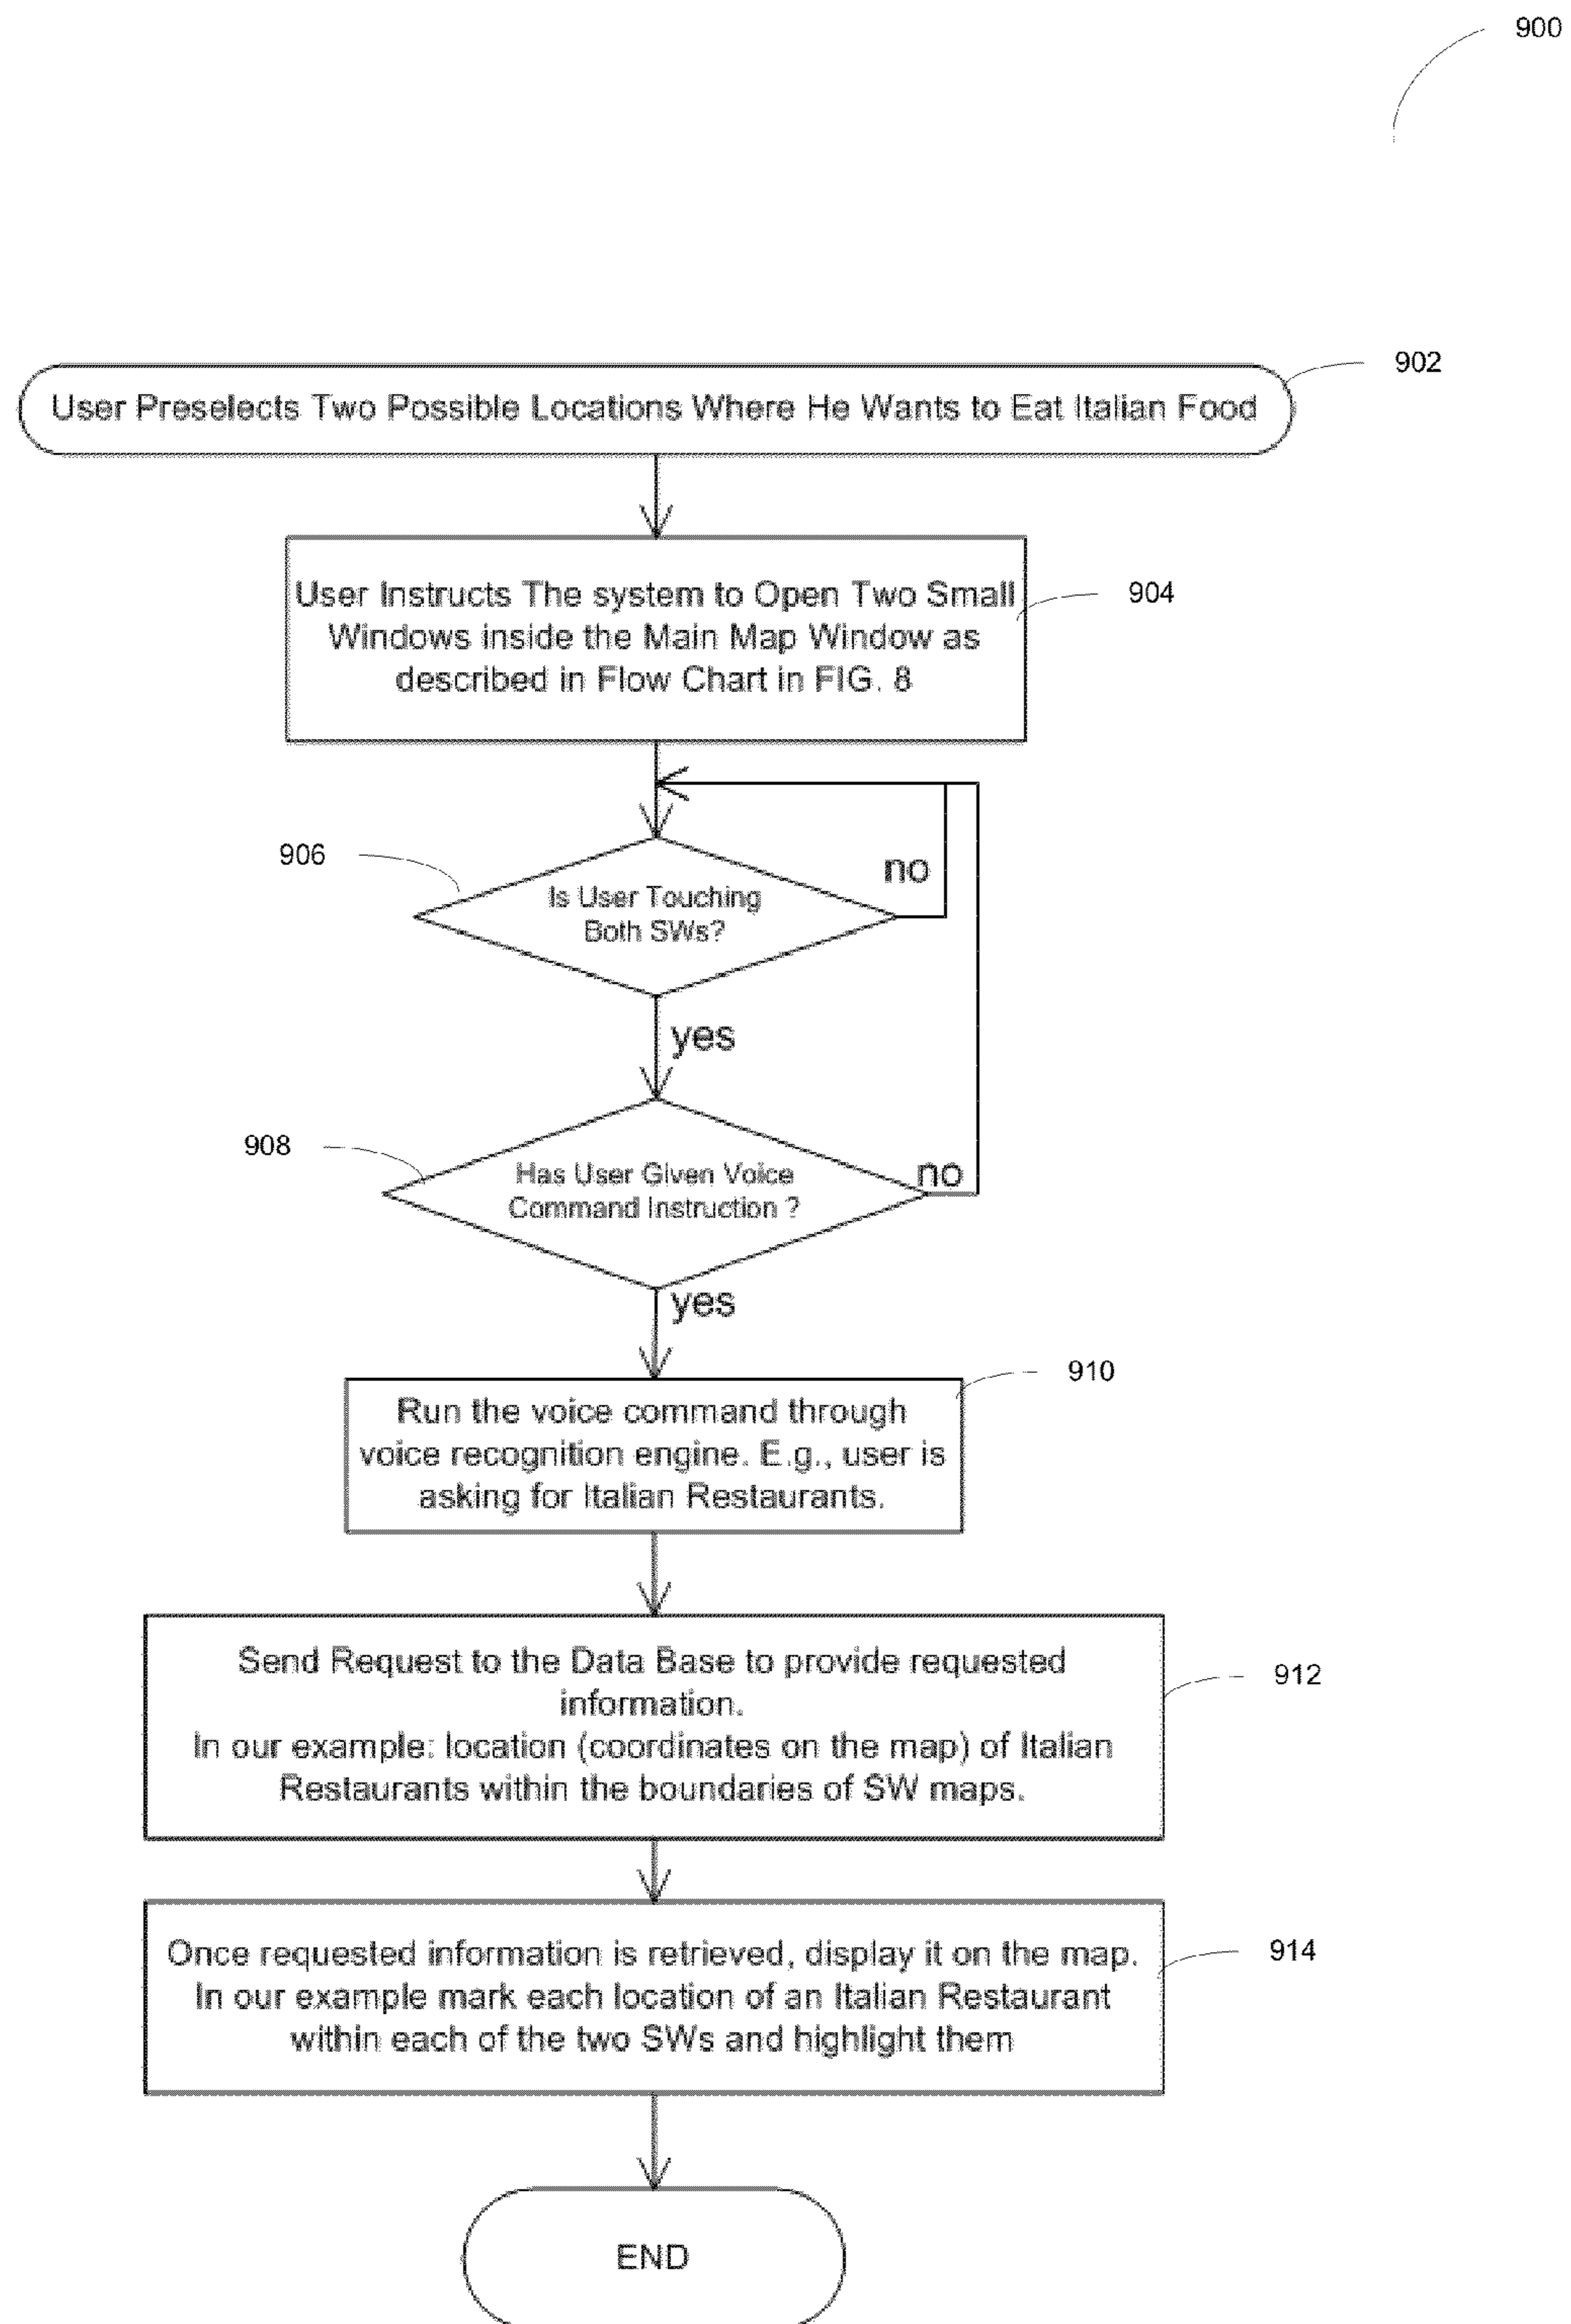 900
902
User Preselects Two Possible Locations Where He Wants to Eat Italian Food
User Instructs The system to Open Two Small
Windows inside the Main Map Window as
described in Flow Chart in FIG. 8
904
906
Is User Touching
Both SWs?
no
yes
908
Has User Given Voice
Command Instruction ?
no
yes
910
Run the voice command through
voice recognition engine. E.g., user is
asking for Italian Restaurants.
Send Request to the Data Base to provide requested
information.
In our example: location (coordinates on the map) of Italian
Restaurants within the boundaries of SW maps.
912
Once requested information is retrieved, display it on the map.
In our example mark each location of an Italian Restaurant
within each of the two SWs and highlight them
914
END